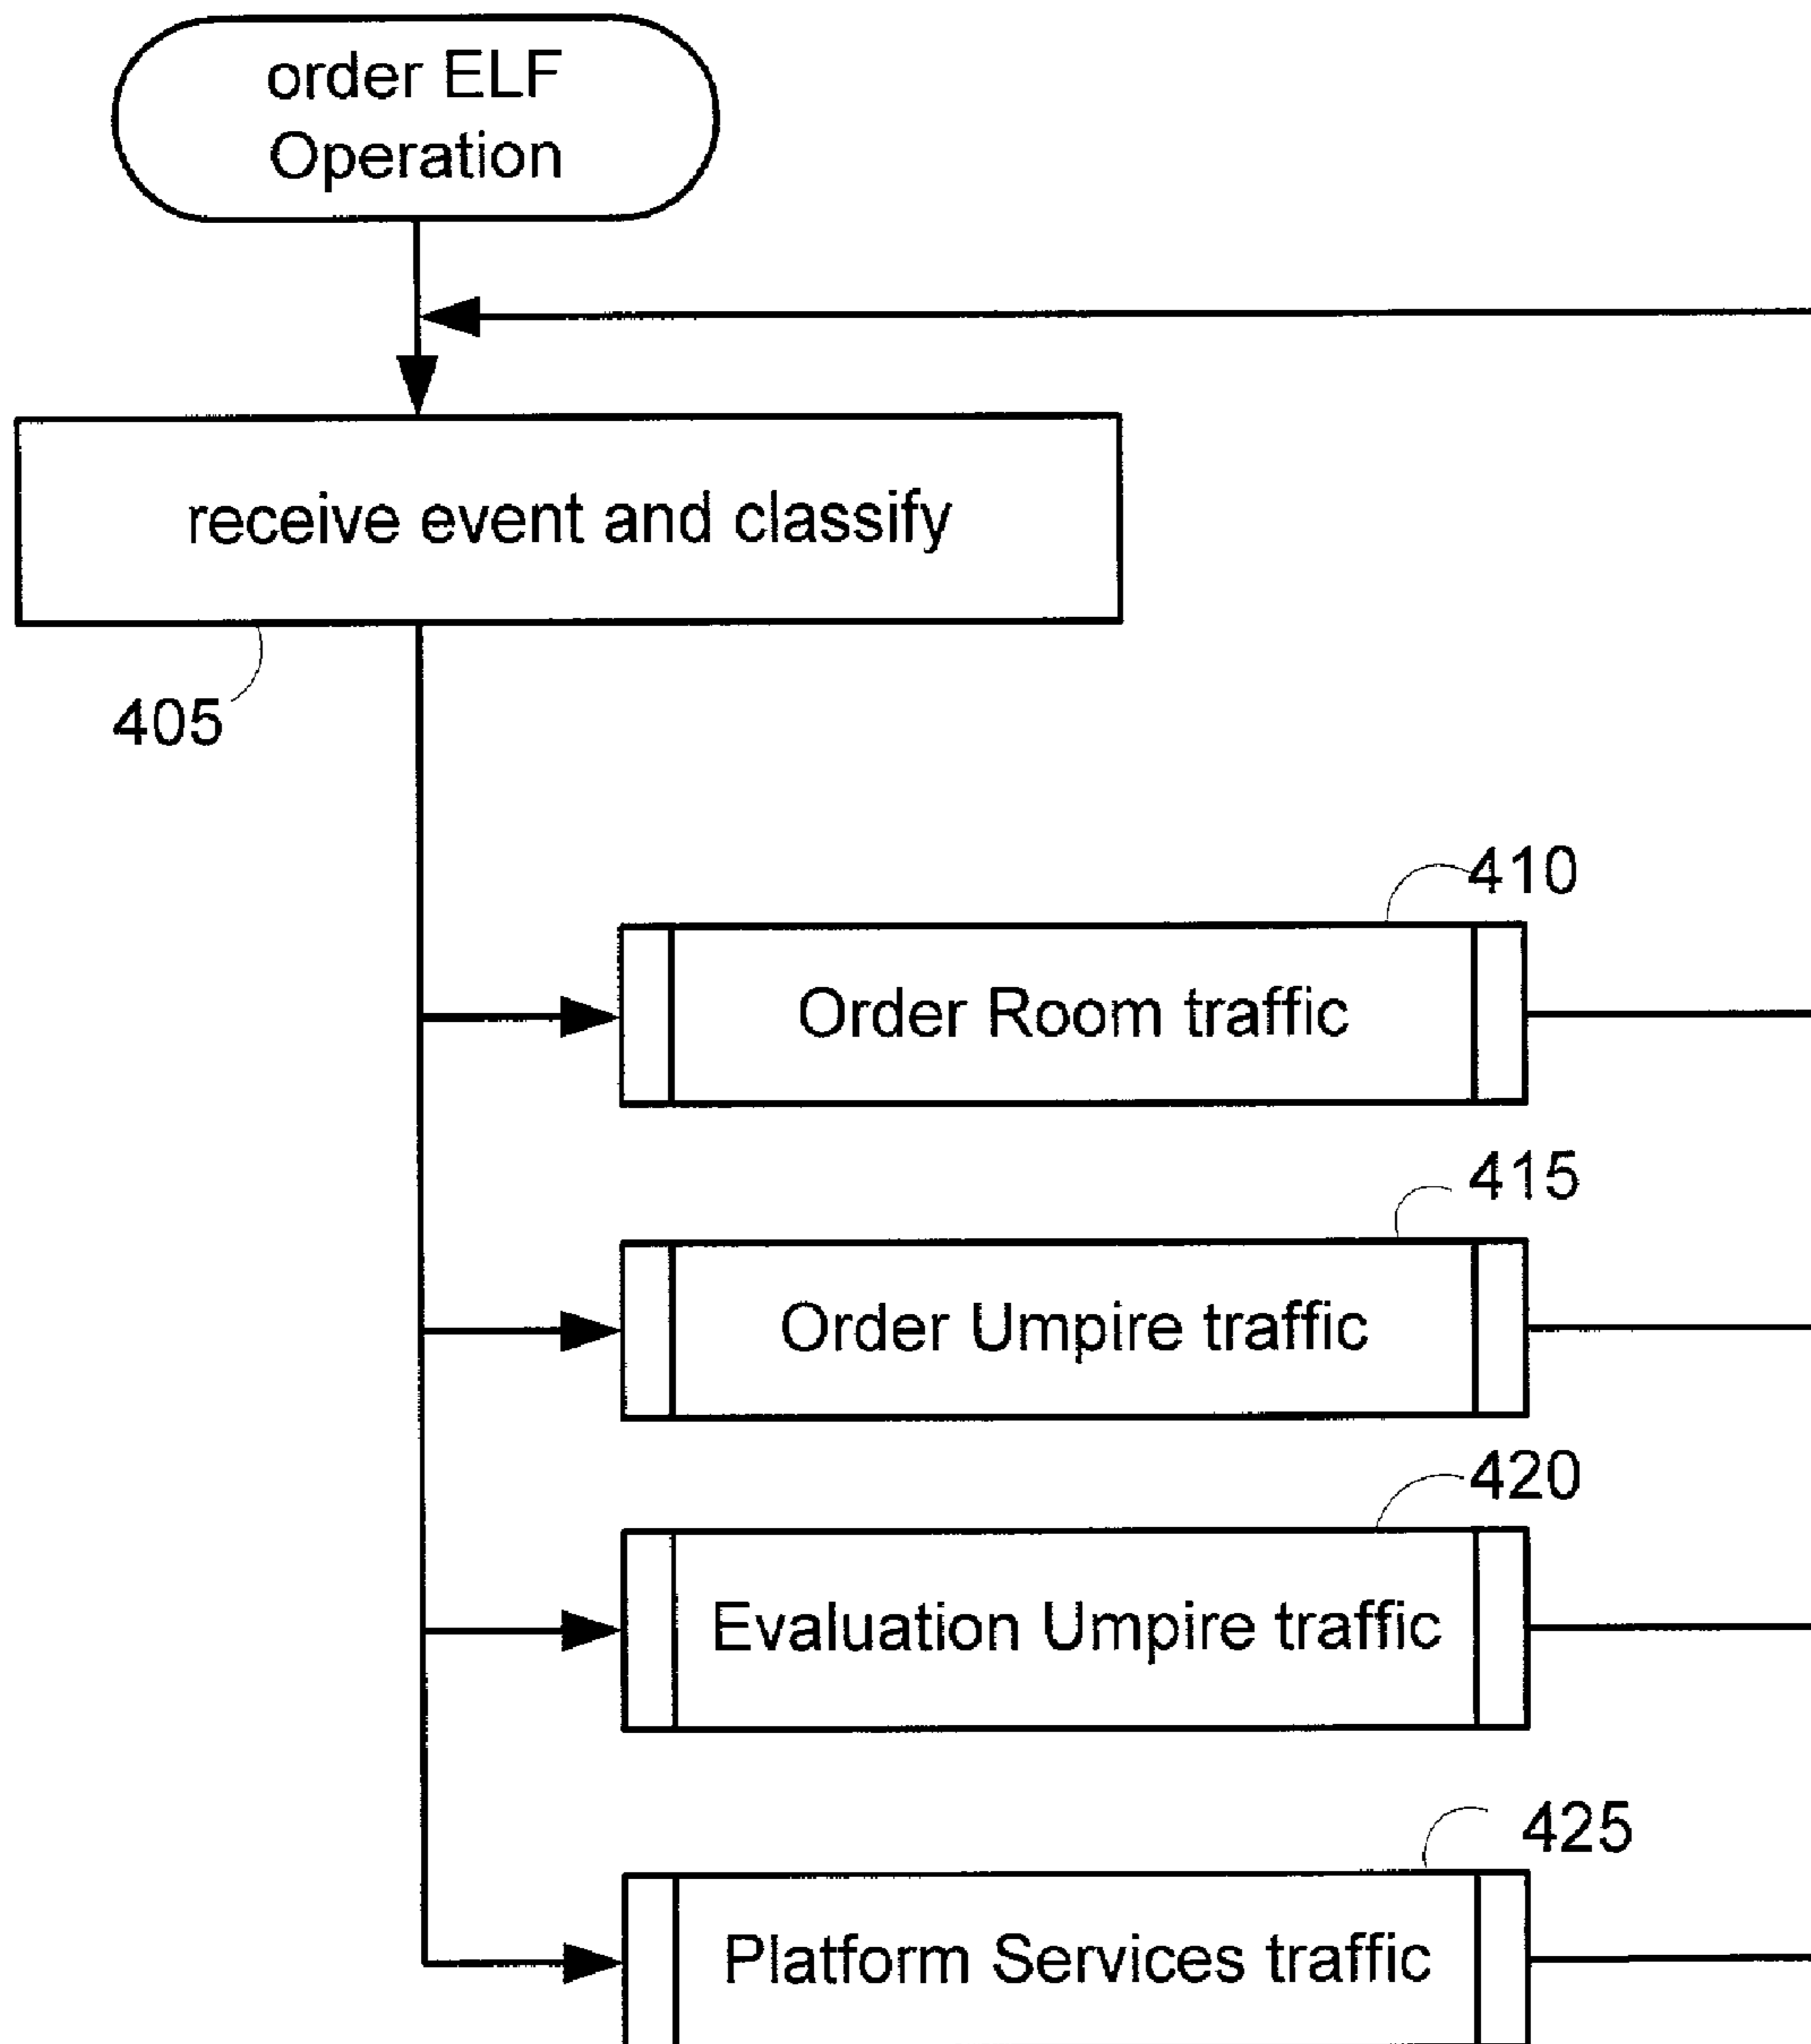 order ELF
Operation
receive event and classify
405
410
Order Room traffic
415
Order Umpire traffic
420
Evaluation Umpire traffic
425
Platform Services traffic